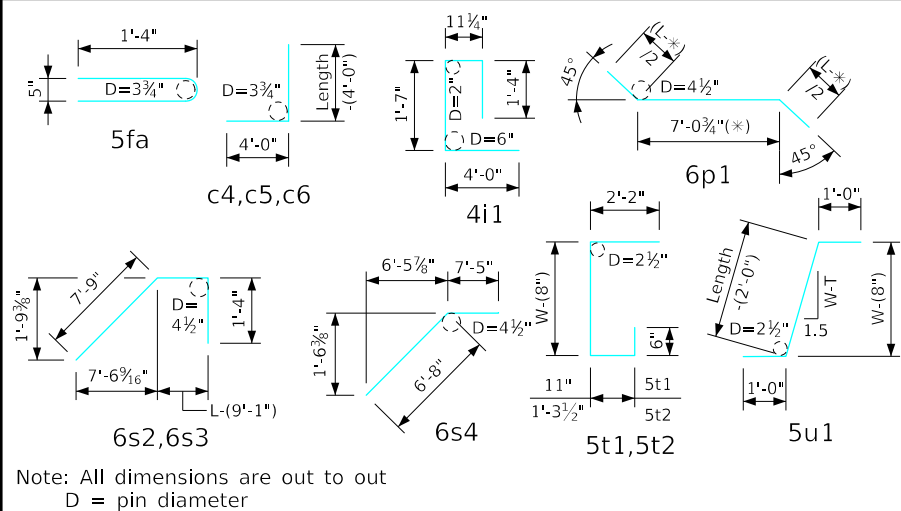 1'-4"
5"
D=3¾"
5fa
D=3¾"
Length
-(4'-0")
4'-0"
c4,c5,c6
11¼"
1'-7"
D=2"
1'-4"
D=6"
4'-0"
4i1
45°
(L-✳)
/2
D=4½"
(L-✳)
/2
7'-0¾"(✳)
45°
6p1
1'-9⅜"
7'-9"
D=
4½"
1'-4"
7'-6⁹⁄₁₆"
L-(9'-1")
6s2,6s3
6'-5⅞"
7'-5"
1'-6⅜"
D=4½"
6'-8"
6s4
2'-2"
W-(8")
D=2½"
6"
11"
5t1
1'-3½"
5t2
5t1,5t2
1'-0"
Length
-(2'-0")
W-T
1.5
W-(8")
D=2½"
1'-0"
5u1
Note: All dimensions are out to out
D = pin diameter